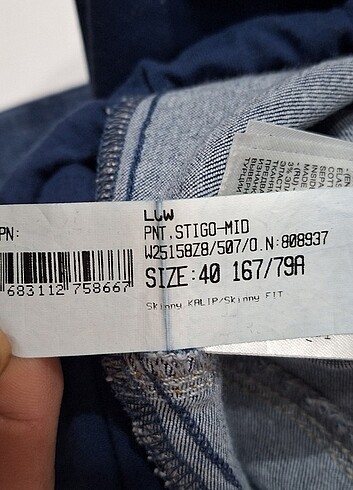 LCW
PN:
PNT.STIGO-MID
W25158Z8/507/O.N:808937
SIZE:40 167/79A
683112 758667
Skinny KALIP/Skinny FIT